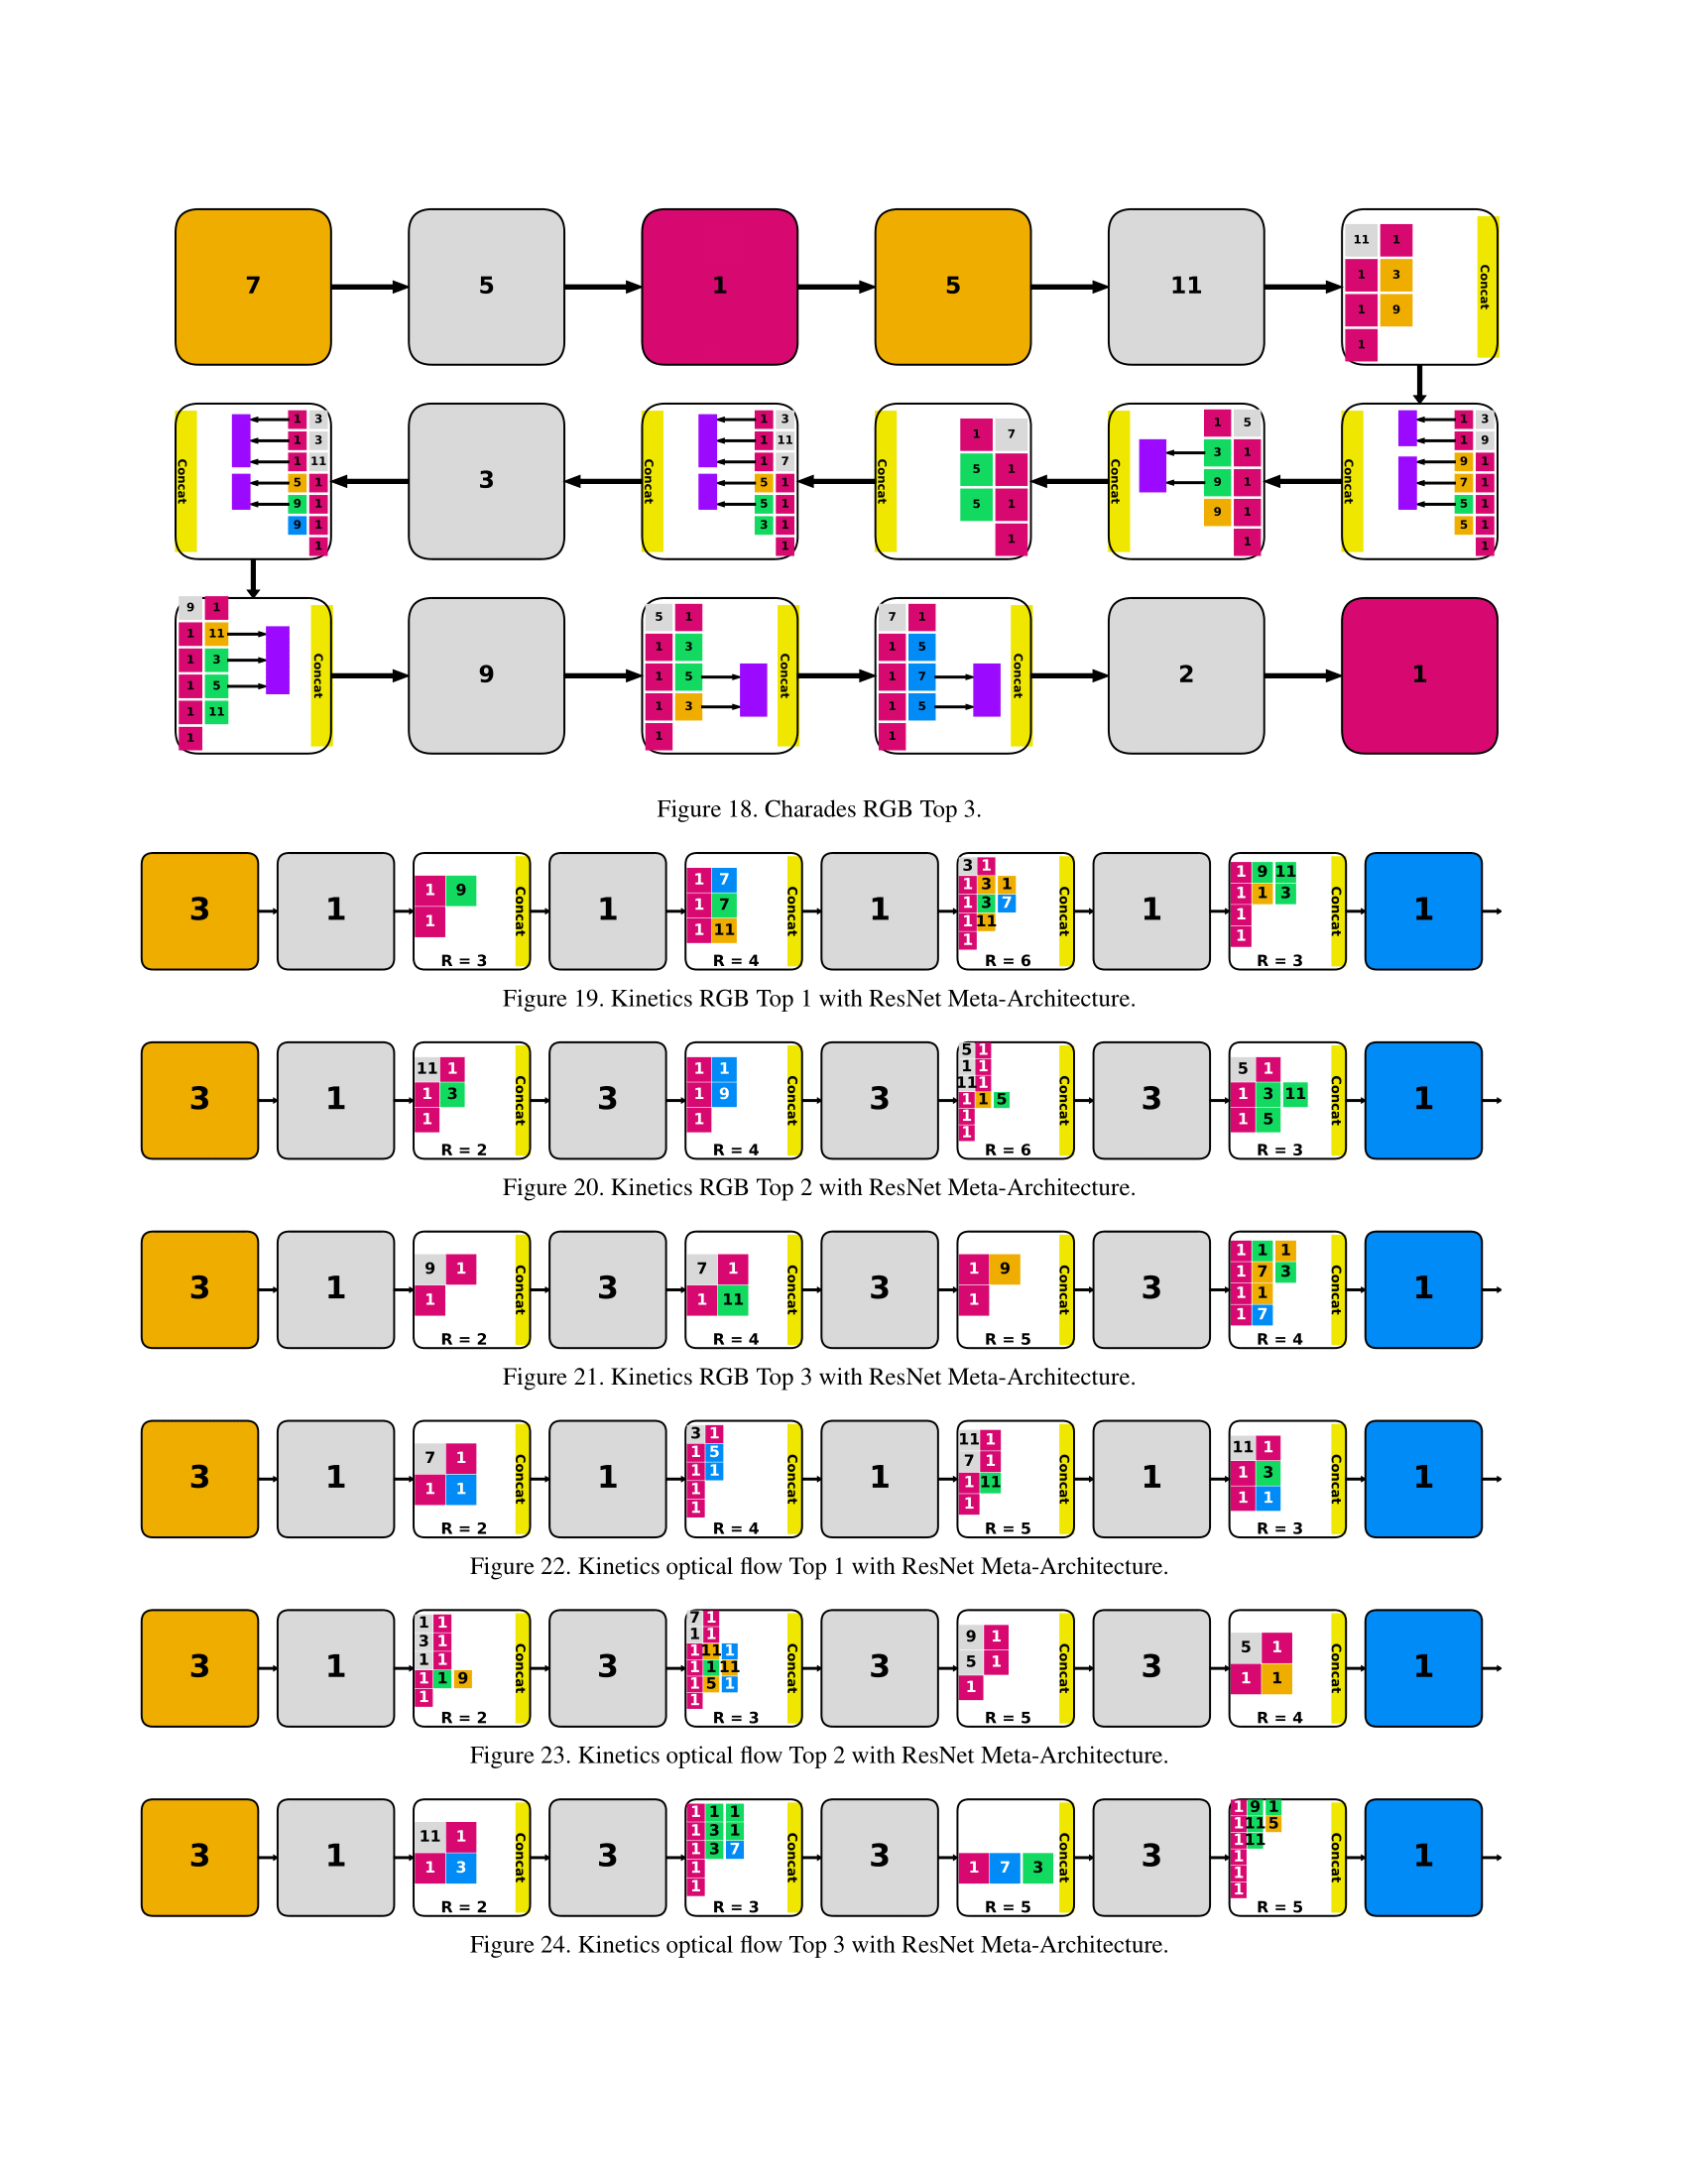 7 5 1 5 11
11 1
1 3
1 9
1
Concat
Concat
1 3
1 3
1 11
5 1
9 1
9 1
1
3
Concat
1 3
1 11
1 7
5 1
5 1
3 1
1
Concat
1 7
5 1
5 1
1
Concat
1 5
3 1
9 1
9 1
1
Concat
1 3
1 9
9 1
7 1
5 1
5 1
1
9 1
1 11
1 3
1 5
1 11
1
Concat
9
5 1
1 3
1 5
1 3
1
Concat
7 1
1 5
1 7
1 5
1
Concat
2
1
Figure 18. Charades RGB Top 3.
3
1
1 9
1
Concat
R = 3
1
1 7
1 7
1 11
Concat
R = 4
1
3 1
1 3 1
1 3 7
1 11
1
Concat
R = 6
1
1 9 11
1 1 3
1
1
Concat
R = 3
1
Figure 19. Kinetics RGB Top 1 with ResNet Meta-Architecture.
3
1
11 1
1 3
1
Concat
R = 2
3
1 1
1 9
1
Concat
R = 4
3
5 1
1 1
11 1
1 1 5
1
1
Concat
R = 6
3
5 1
1 3 11
1 5
Concat
R = 3
1
Figure 20. Kinetics RGB Top 2 with ResNet Meta-Architecture.
3
1
9 1
1
Concat
R = 2
3
7 1
1 11
Concat
R = 4
3
1 9
1
Concat
R = 5
3
1 1 1
1 7 3
1 1
1 7
Concat
R = 4
1
Figure 21. Kinetics RGB Top 3 with ResNet Meta-Architecture.
3
1
7 1
1 1
Concat
R = 2
1
3 1
1 5
1 1
1
1
Concat
R = 4
1
11 1
7 1
1 11
1
Concat
R = 5
1
11 1
1 3
1 1
Concat
R = 3
1
Figure 22. Kinetics optical flow Top 1 with ResNet Meta-Architecture.
3
1
1 1
3 1
1 1
1 1 9
1
Concat
R = 2
3
7 1
1 1
1 11 1
1 1 11
1 5 1
1
Concat
R = 3
3
9 1
5 1
1
Concat
R = 5
3
5 1
1 1
Concat
R = 4
1
Figure 23. Kinetics optical flow Top 2 with ResNet Meta-Architecture.
3
1
11 1
1 3
Concat
R = 2
3
1 1 1
1 3 1
1 3 7
1
1
Concat
R = 3
3
1 7 3
Concat
R = 5
3
1 9 1
1 11 5
1 11
1
1
1
Concat
R = 5
1
Figure 24. Kinetics optical flow Top 3 with ResNet Meta-Architecture.